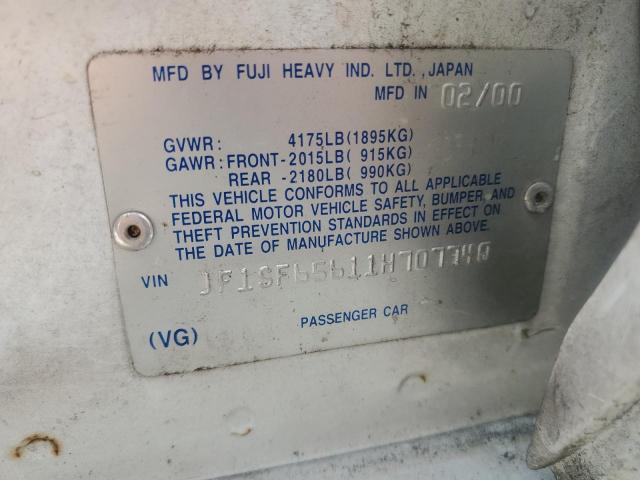 MFD BY FUJI HEAVY IND. LTD., JAPAN
MFD IN 02/00
GVWR: 4175LB(1895KG)
GAWR: FRONT-2015LB( 915KG)
REAR -2180LB( 990KG)
THIS VEHICLE CONFORMS TO ALL APPLICABLE
FEDERAL MOTOR VEHICLE SAFETY, BUMPER, AND
THEFT PREVENTION STANDARDS IN EFFECT ON
THE DATE OF MANUFACTURE SHOWN ABOVE.
VIN
PASSENGER CAR
(VG)